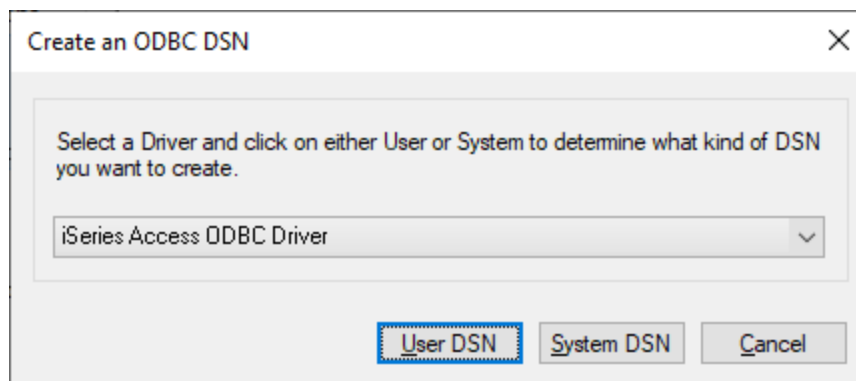 Create an ODBC DSN
Select a Driver and click on either User or System to determine what kind of DSN
you want to create.
iSeries Access ODBC Driver
User DSN
System DSN
Cancel